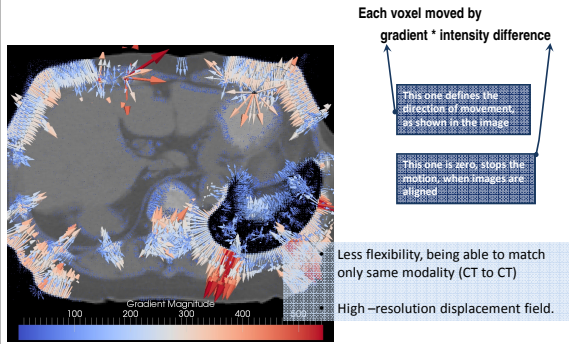 Each voxel moved by
gradient * intensity difference
This one defines the
direction of movement,
as shown in the image
This one is zero, stops the
motion, when images are
aligned
• Less flexibility, being able to match
only same modality (CT to CT)
• High –resolution displacement field.
Gradient Magnitude
100 200 300 400